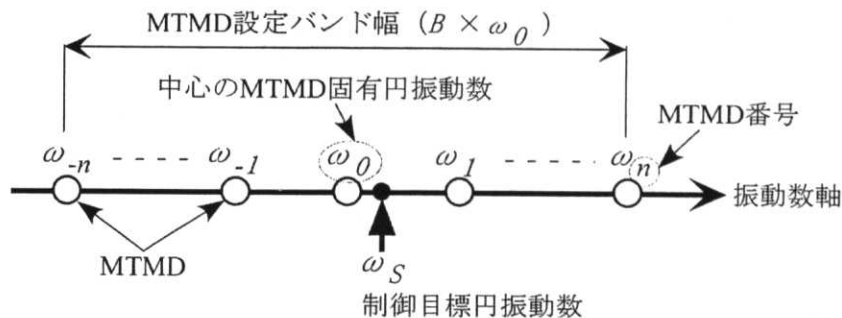 MTMD設定バンド幅（B × ω0）
中心のMTMD固有円振動数
MTMD番号
ω-n ---- ω-1 ω0 ω1 ----- ωn
振動数軸
MTMD
ωS
制御目標円振動数